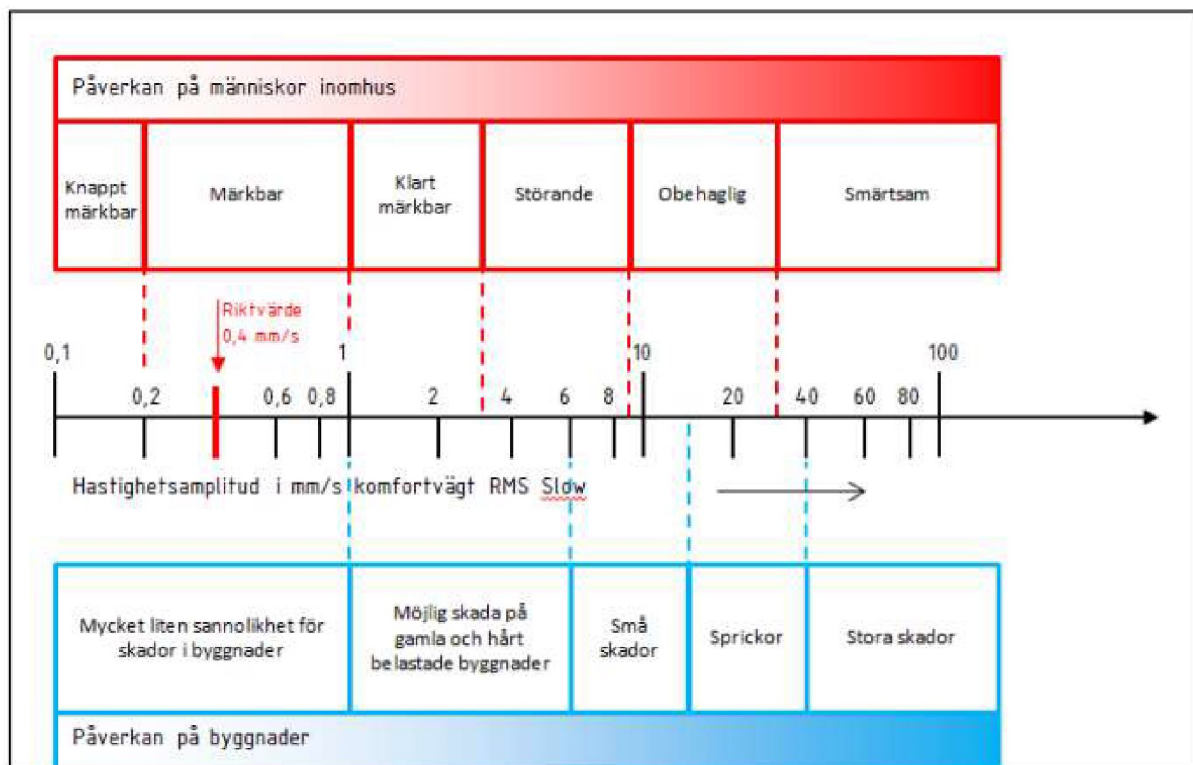 Påverkan på människor inomhus
Knappt
märkbar
Märkbar
Klart
märkbar
Störande
Obehaglig
Smärtsam
Riktvärde
0,4 mm/s
0,1
1
10
100
0,2
0,6
0,8
2
4
6
8
20
40
60
80
Hastighetsamplitud i mm/s komfortvägt RMS Slow
Mycket liten sannolikhet för
skador i byggnader
Möjlig skada på
gamla och hårt
belastade byggnader
Små
skador
Sprickor
Stora skador
Påverkan på byggnader